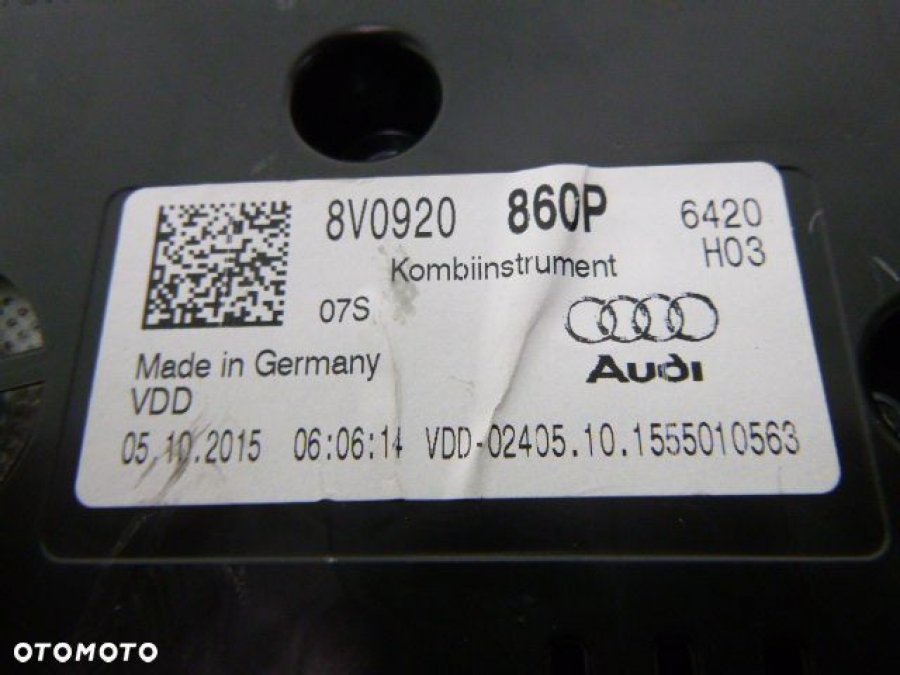 8V0920 860P 6420
H03
Kombiinstrument
07S
Audi
Made in Germany
VDD
05.10.2015 06:06:14 VDD-02405.10.1555010563
OTOMOTO